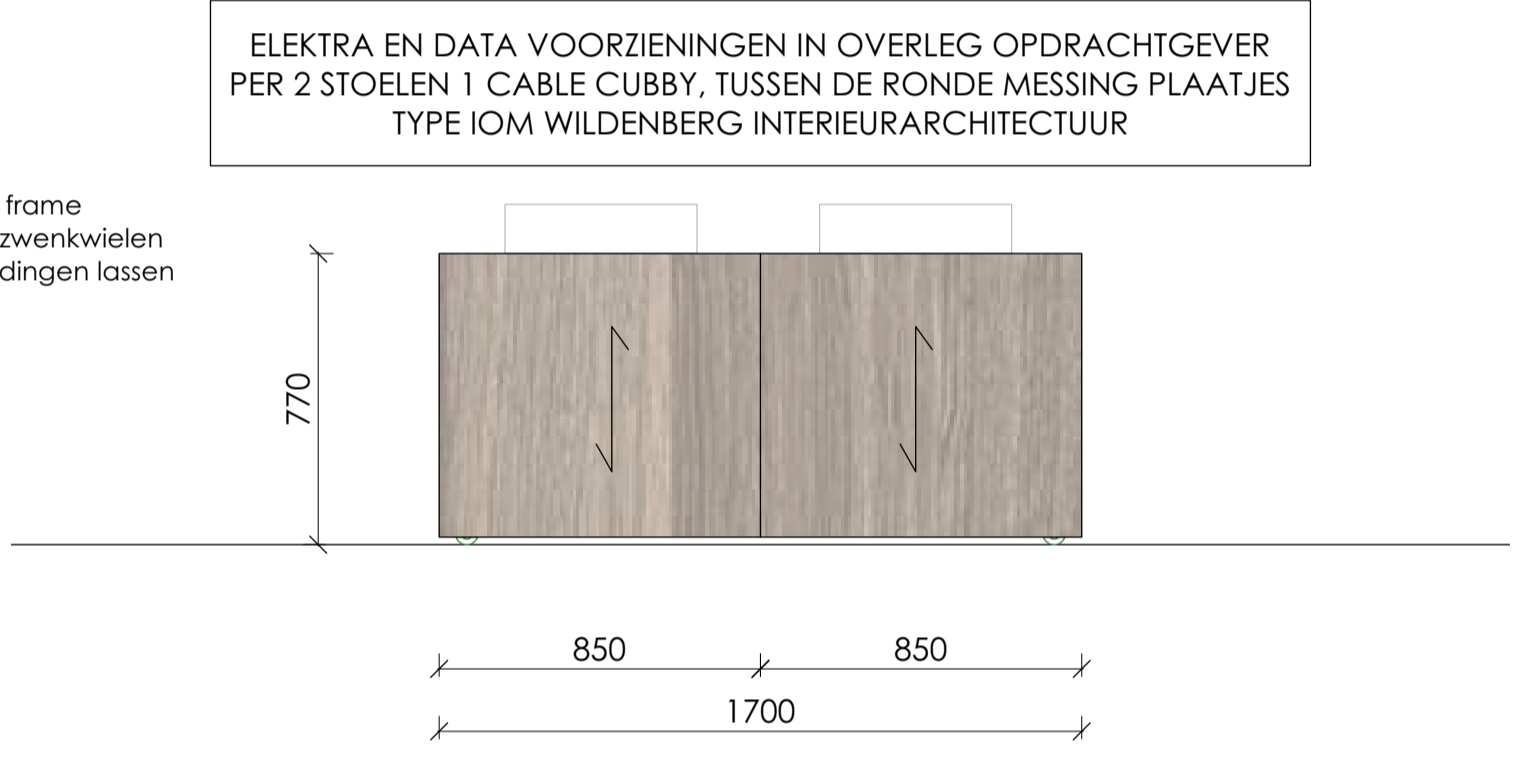 ELEKTRA EN DATA VOORZIENINGEN IN OVERLEG OPDRACHTGEVER
PER 2 STOELEN 1 CABLE CUBBY, TUSSEN DE RONDE MESSING PLAATJES
TYPE IOM WILDENBERG INTERIEURARCHITECTUUR
frame
zwenkwielen
dingen lassen
770
850
850
1700